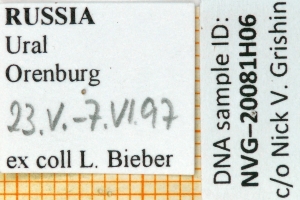 RUSSIA
Ural
Orenburg
23.V.-7.VI.97
ex coll L. Bieber
DNA sample ID:
NVG-20081H06
c/o Nick V. Grishin